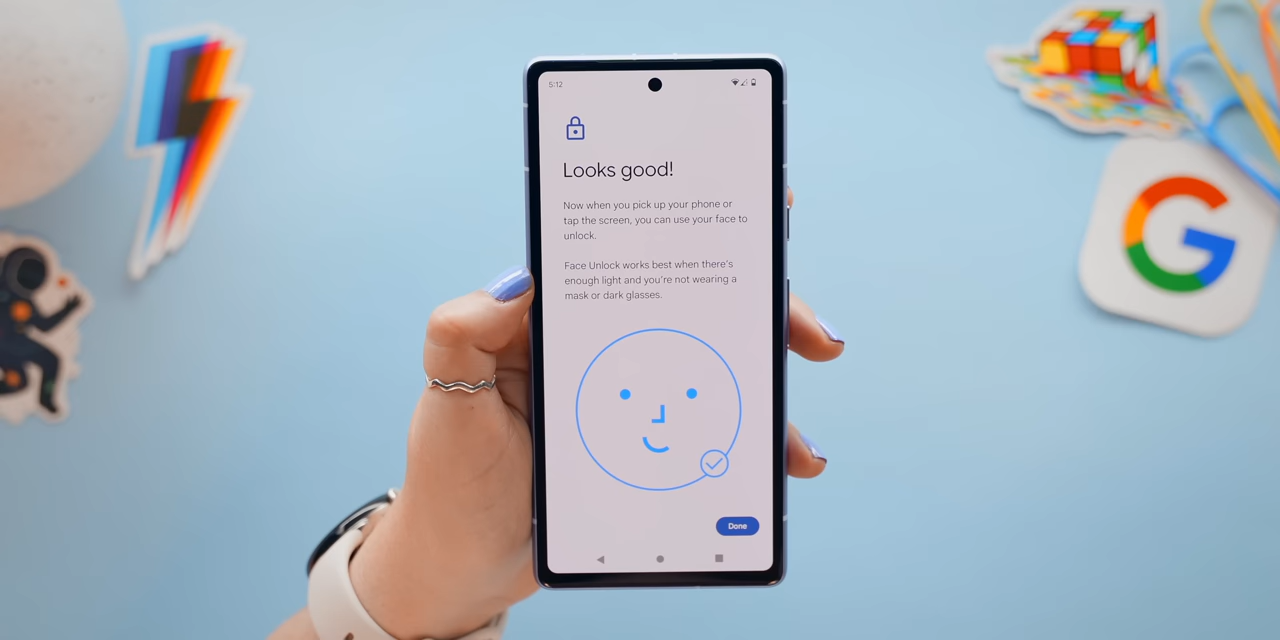 5:12
Looks good!
Now when you pick up your phone or
tap the screen, you can use your face to
unlock.
Face Unlock works best when there's
enough light and you're not wearing a
mask or dark glasses.
Done
G